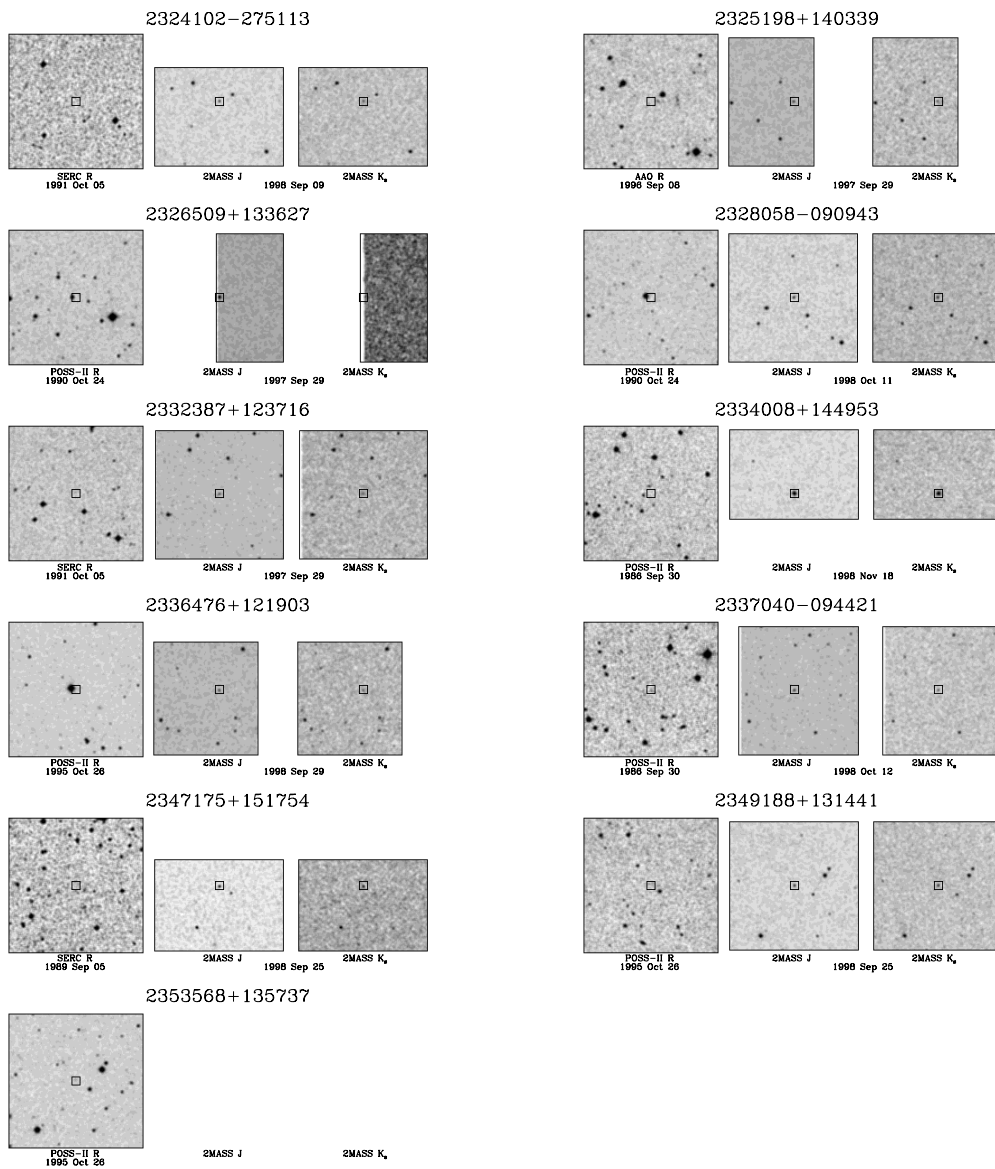 2324102−275113
SERC R
1991 Oct 05
2MASS J
2MASS Ks
1998 Sep 09
2325198+140339
AAO R
1996 Sep 08
2MASS J
2MASS Ks
1997 Sep 29
2326509+133627
POSS−II R
1990 Oct 24
2MASS J
2MASS Ks
1997 Sep 29
2328058−090943
POSS−II R
1990 Oct 24
2MASS J
2MASS Ks
1998 Oct 11
2332387+123716
SERC R
1991 Oct 05
2MASS J
2MASS Ks
1997 Sep 29
2334008+144953
POSS−II R
1986 Sep 30
2MASS J
2MASS Ks
1998 Nov 18
2336476+121903
POSS−II R
1995 Oct 26
2MASS J
2MASS Ks
1998 Sep 29
2337040−094421
POSS−II R
1986 Sep 30
2MASS J
2MASS Ks
1998 Oct 12
2347175+151754
SERC R
1989 Sep 05
2MASS J
2MASS Ks
1998 Sep 25
2349188+131441
POSS−II R
1995 Oct 26
2MASS J
2MASS Ks
1998 Sep 25
2353568+135737
POSS−II R
1995 Oct 26
2MASS J
2MASS Ks